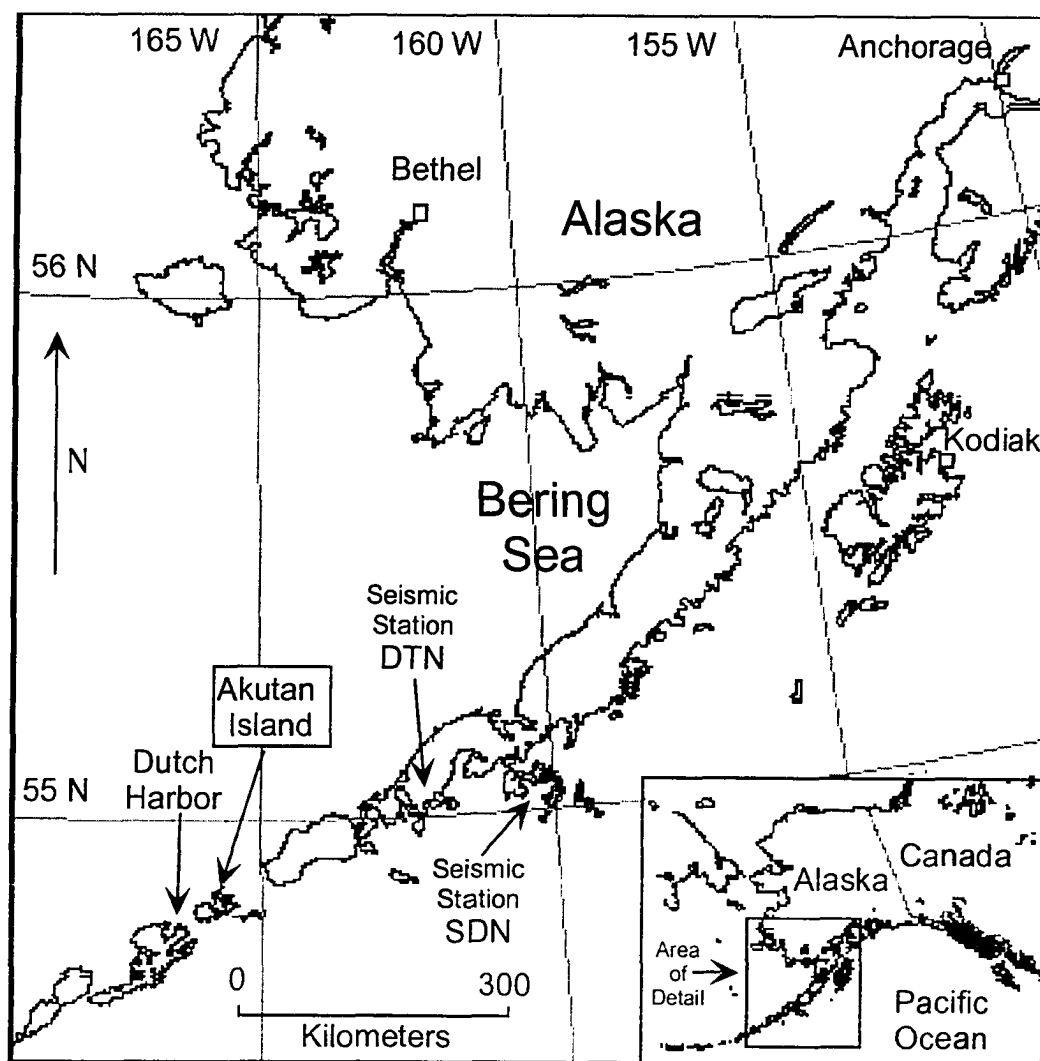 165 W
160 W
155 W
Anchorage
Bethel
Alaska
56 N
N
Kodiak
Bering
Sea
Seismic
Station
DTN
Akutan
Island
Dutch
Harbor
55 N
Seismic
Station
SDN
0
300
Kilometers
Canada
Alaska
Area
of
Detail
Pacific
Ocean